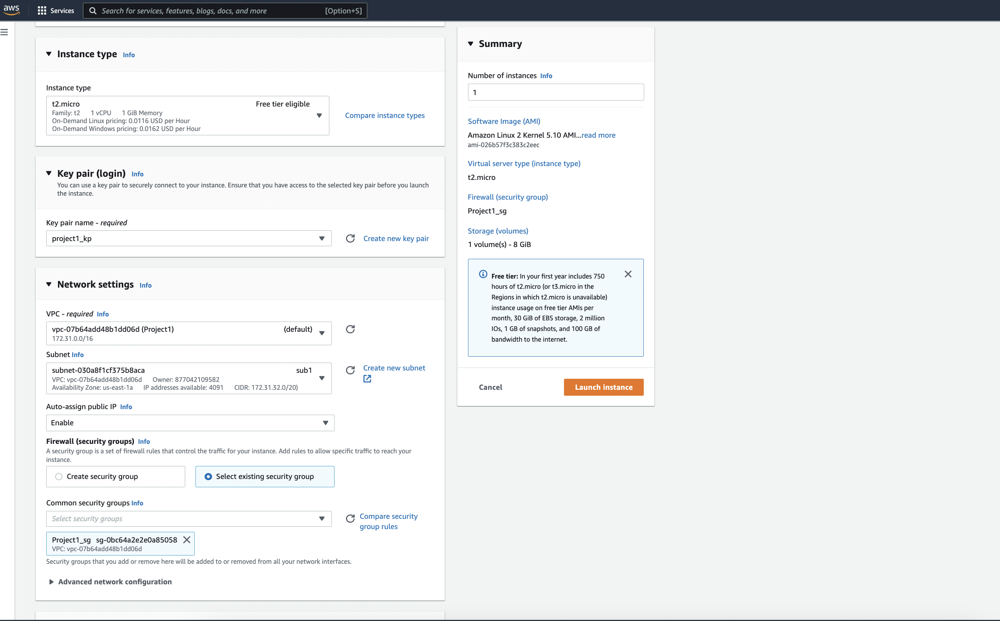 aws
Services
Search for services, features, blogs, docs, and more [Option+S]
Instance type Info
Instance type
t2.micro Free tier eligible
Family: t2 1 vCPU 1 GiB Memory
On-Demand Linux pricing: 0.0116 USD per Hour
On-Demand Windows pricing: 0.0162 USD per Hour
Compare instance types
Key pair (login) Info
You can use a key pair to securely connect to your instance. Ensure that you have access to the selected key pair before you launch
the instance.
Key pair name - required
project1_kp
Create new key pair
Network settings Info
VPC - required Info
vpc-07b64add48b1dd06d (Project1) (default)
172.31.0.0/16
Subnet Info
subnet-030a8f1cf375b8aca sub1
VPC: vpc-07b64add48b1dd06d Owner: 877042109582
Availability Zone: us-east-1a IP addresses available: 4091 CIDR: 172.31.32.0/20)
Create new subnet
Auto-assign public IP Info
Enable
Firewall (security groups) Info
A security group is a set of firewall rules that control the traffic for your instance. Add rules to allow specific traffic to reach your
instance.
Create security group
Select existing security group
Common security groups Info
Select security groups
Compare security
group rules
Project1_sg sg-0bc64a2e2e0a85058
VPC: vpc-07b64add48b1dd06d
Security groups that you add or remove here will be added to or removed from all your network interfaces.
Advanced network configuration
Summary
Number of instances Info
1
Software Image (AMI)
Amazon Linux 2 Kernel 5.10 AMI...read more
ami-026b57f3c383c2eec
Virtual server type (instance type)
t2.micro
Firewall (security group)
Project1_sg
Storage (volumes)
1 volume(s) - 8 GiB
Free tier: In your first year includes 750
hours of t2.micro (or t3.micro in the
Regions in which t2.micro is unavailable)
instance usage on free tier AMIs per
month, 30 GiB of EBS storage, 2 million
IOs, 1 GB of snapshots, and 100 GB of
bandwidth to the internet.
Cancel
Launch instance